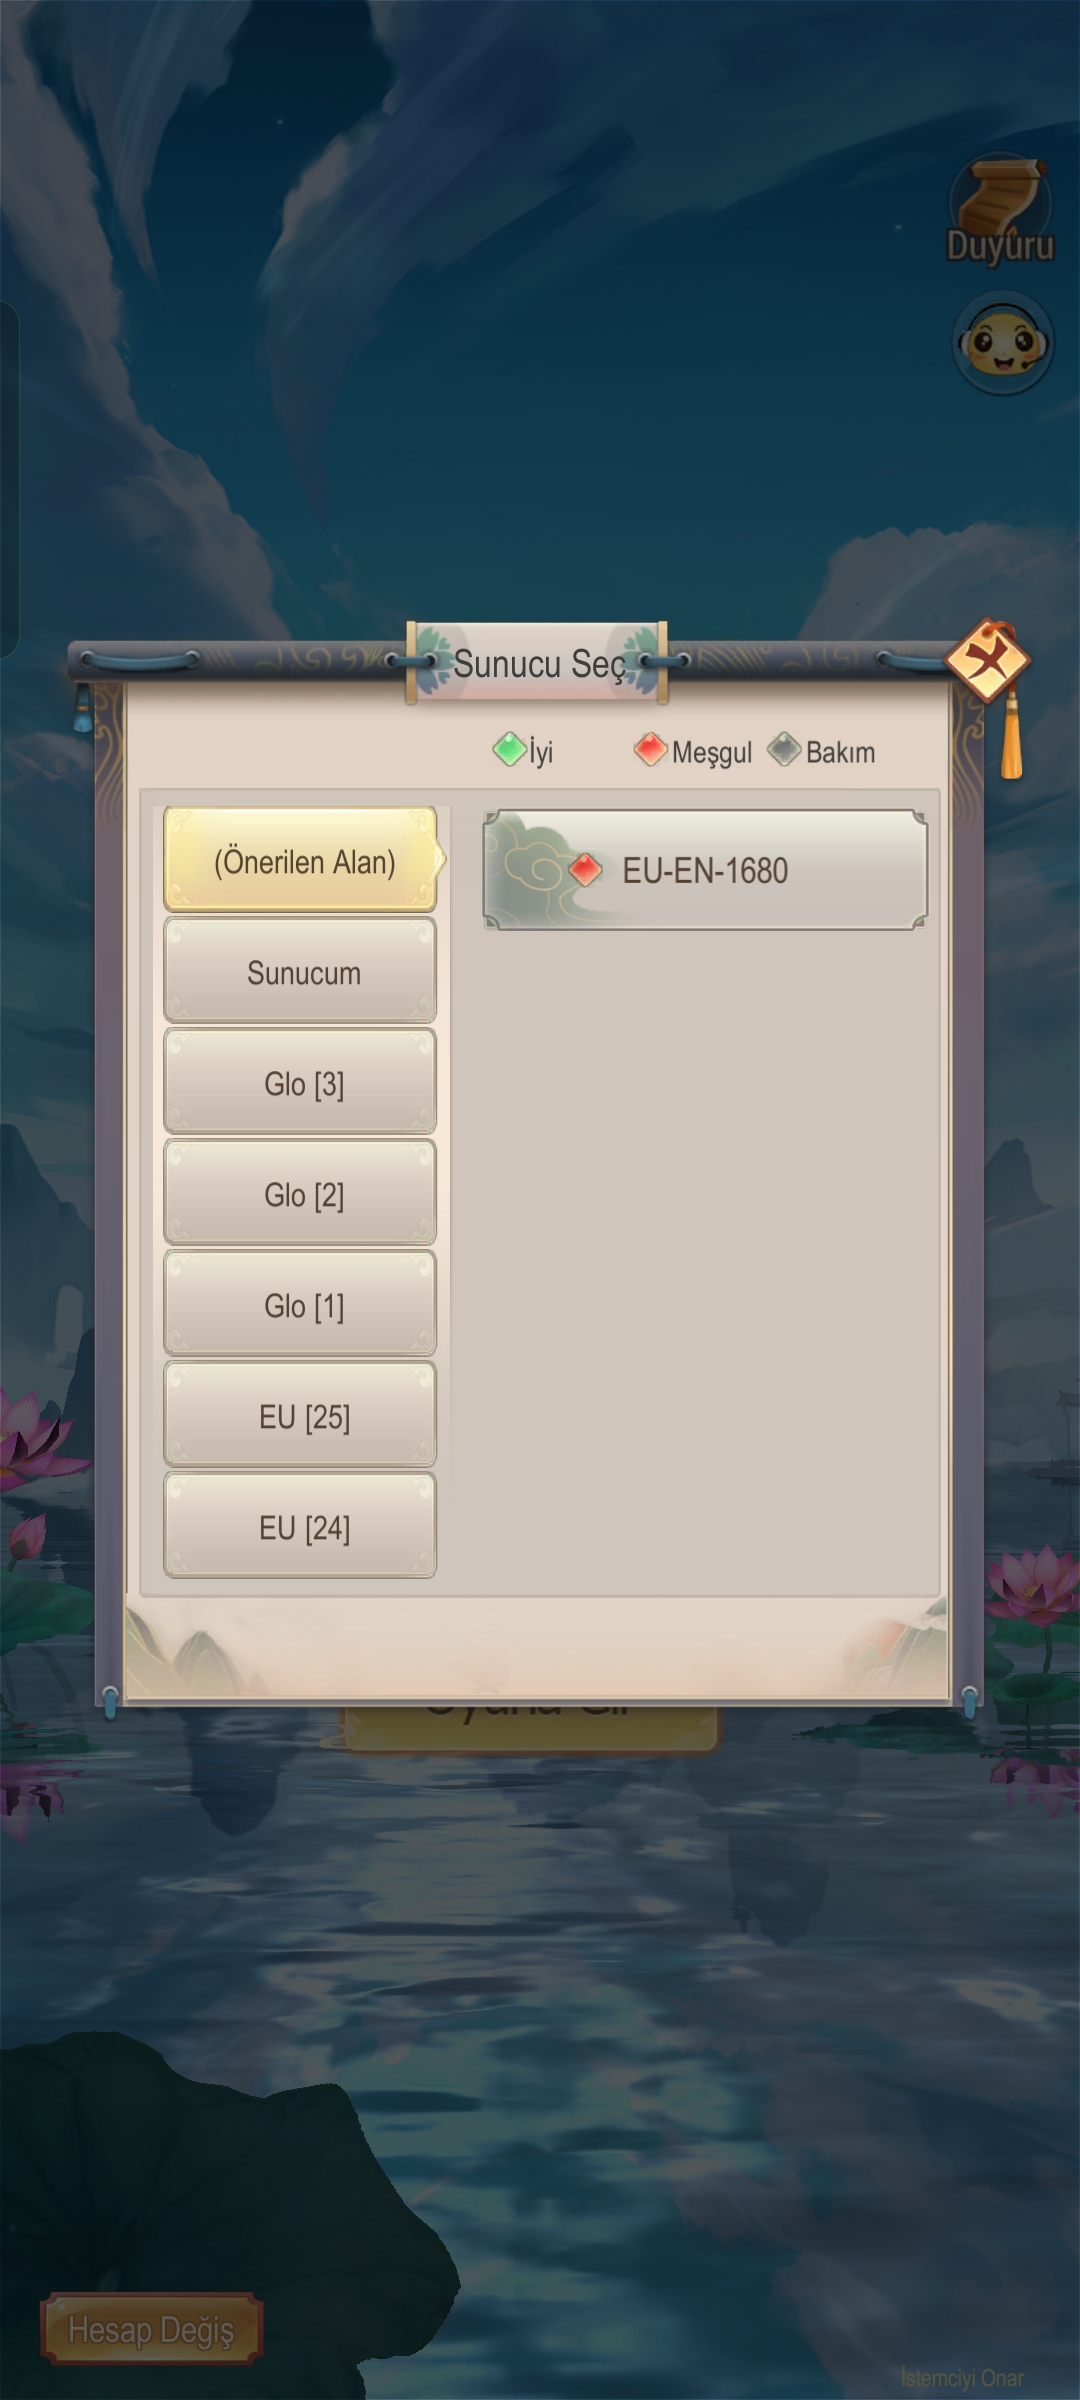 Duyuru
Sunucu Seç
İyi
Meşgul
Bakım
(Önerilen Alan)
EU-EN-1680
Sunucum
Glo [3]
Glo [2]
Glo [1]
EU [25]
EU [24]
Hesap Değiş
İstemciyi Onar